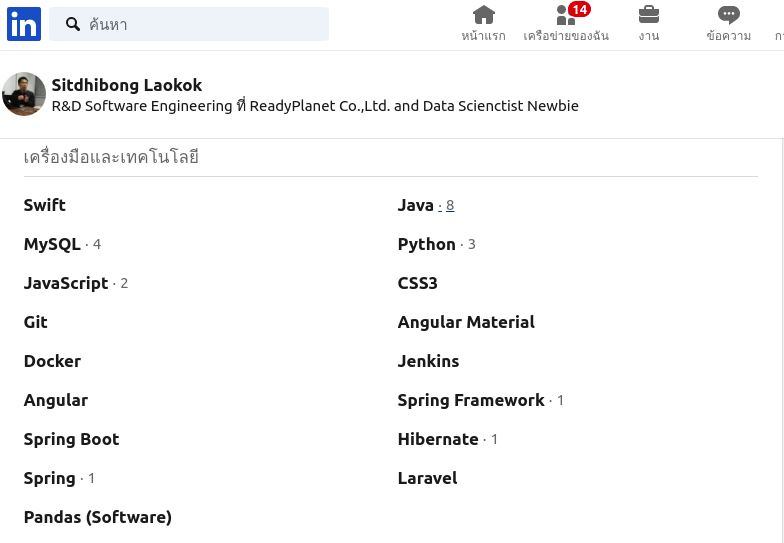 in
ค้นหา
หน้าแรก
14
เครือข่ายของฉัน
งาน
ข้อความ
Sitdhibong Laokok
R&D Software Engineering ที่ ReadyPlanet Co.,Ltd. and Data Scienctist Newbie
เครื่องมือและเทคโนโลยี
Swift
Java · 8
MySQL · 4
Python · 3
JavaScript · 2
CSS3
Git
Angular Material
Docker
Jenkins
Angular
Spring Framework · 1
Spring Boot
Hibernate · 1
Spring · 1
Laravel
Pandas (Software)